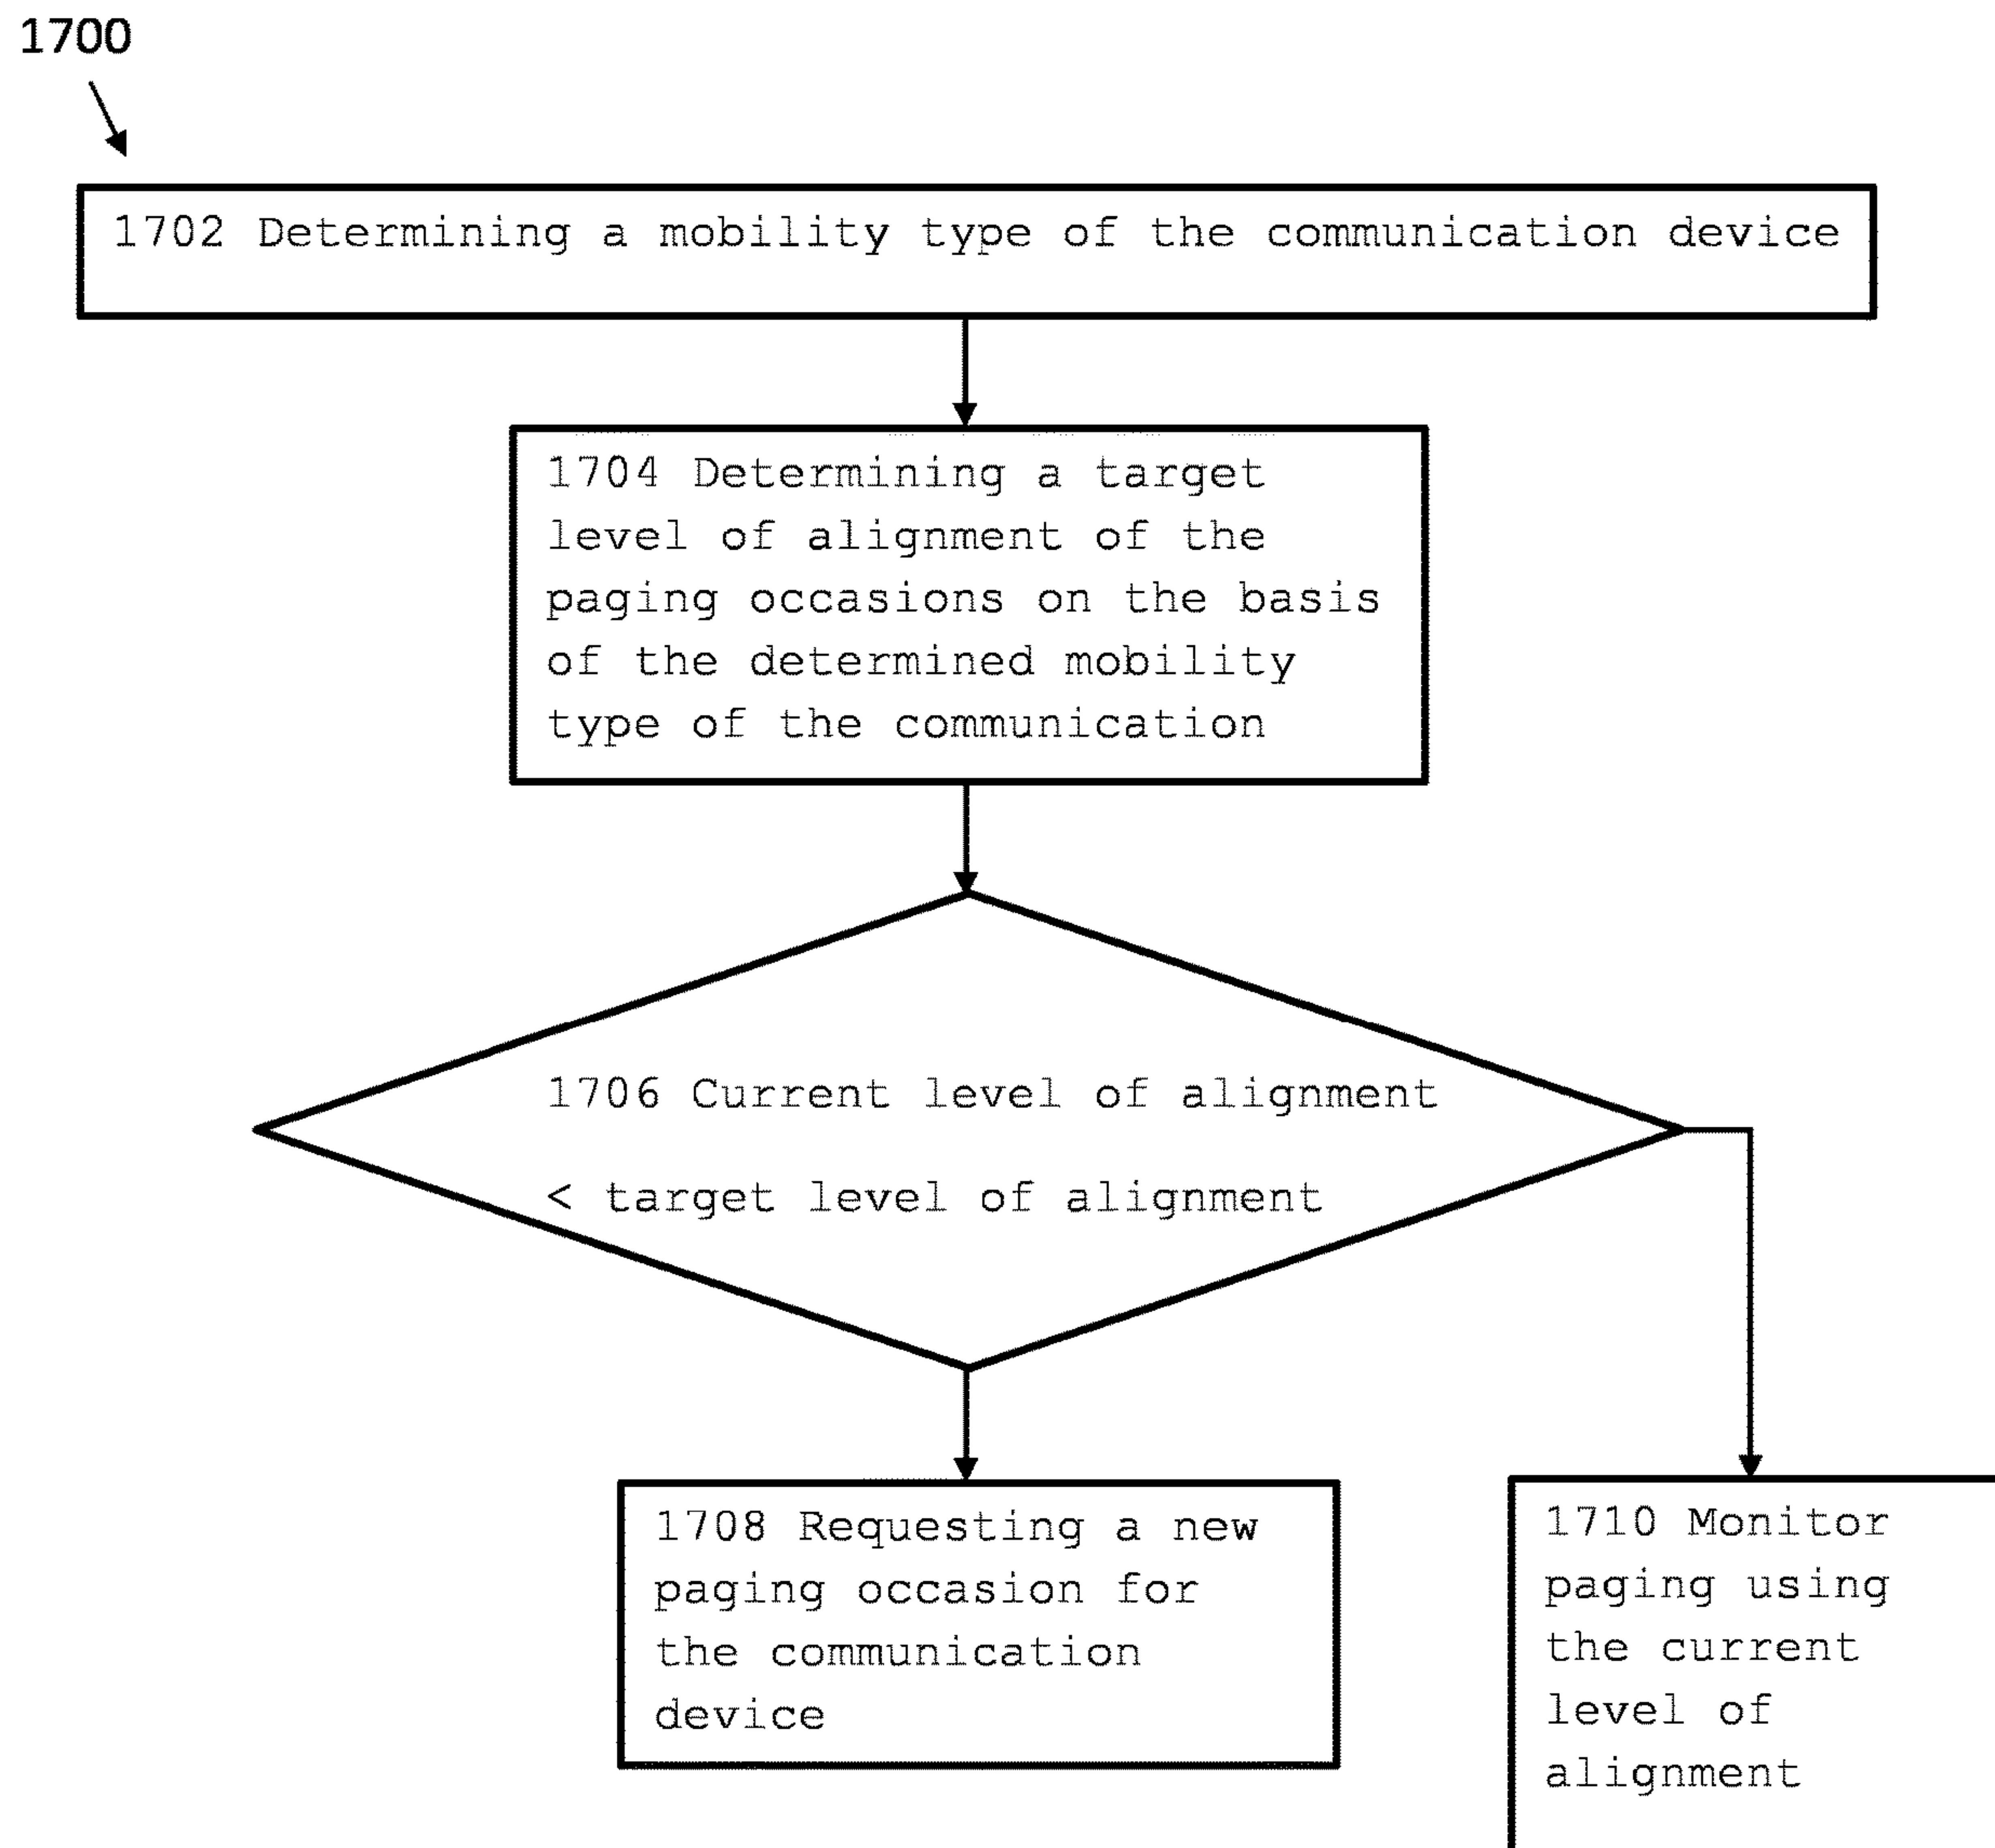 1700
1702 Determining a mobility type of the communication device
1704 Determining a target
level of alignment of the
paging occasions on the basis
of the determined mobility
type of the communication
1706 Current level of alignment
< target level of alignment
1708 Requesting a new
paging occasion for
the communication
device
1710 Monitor
paging using
the current
level of
alignment